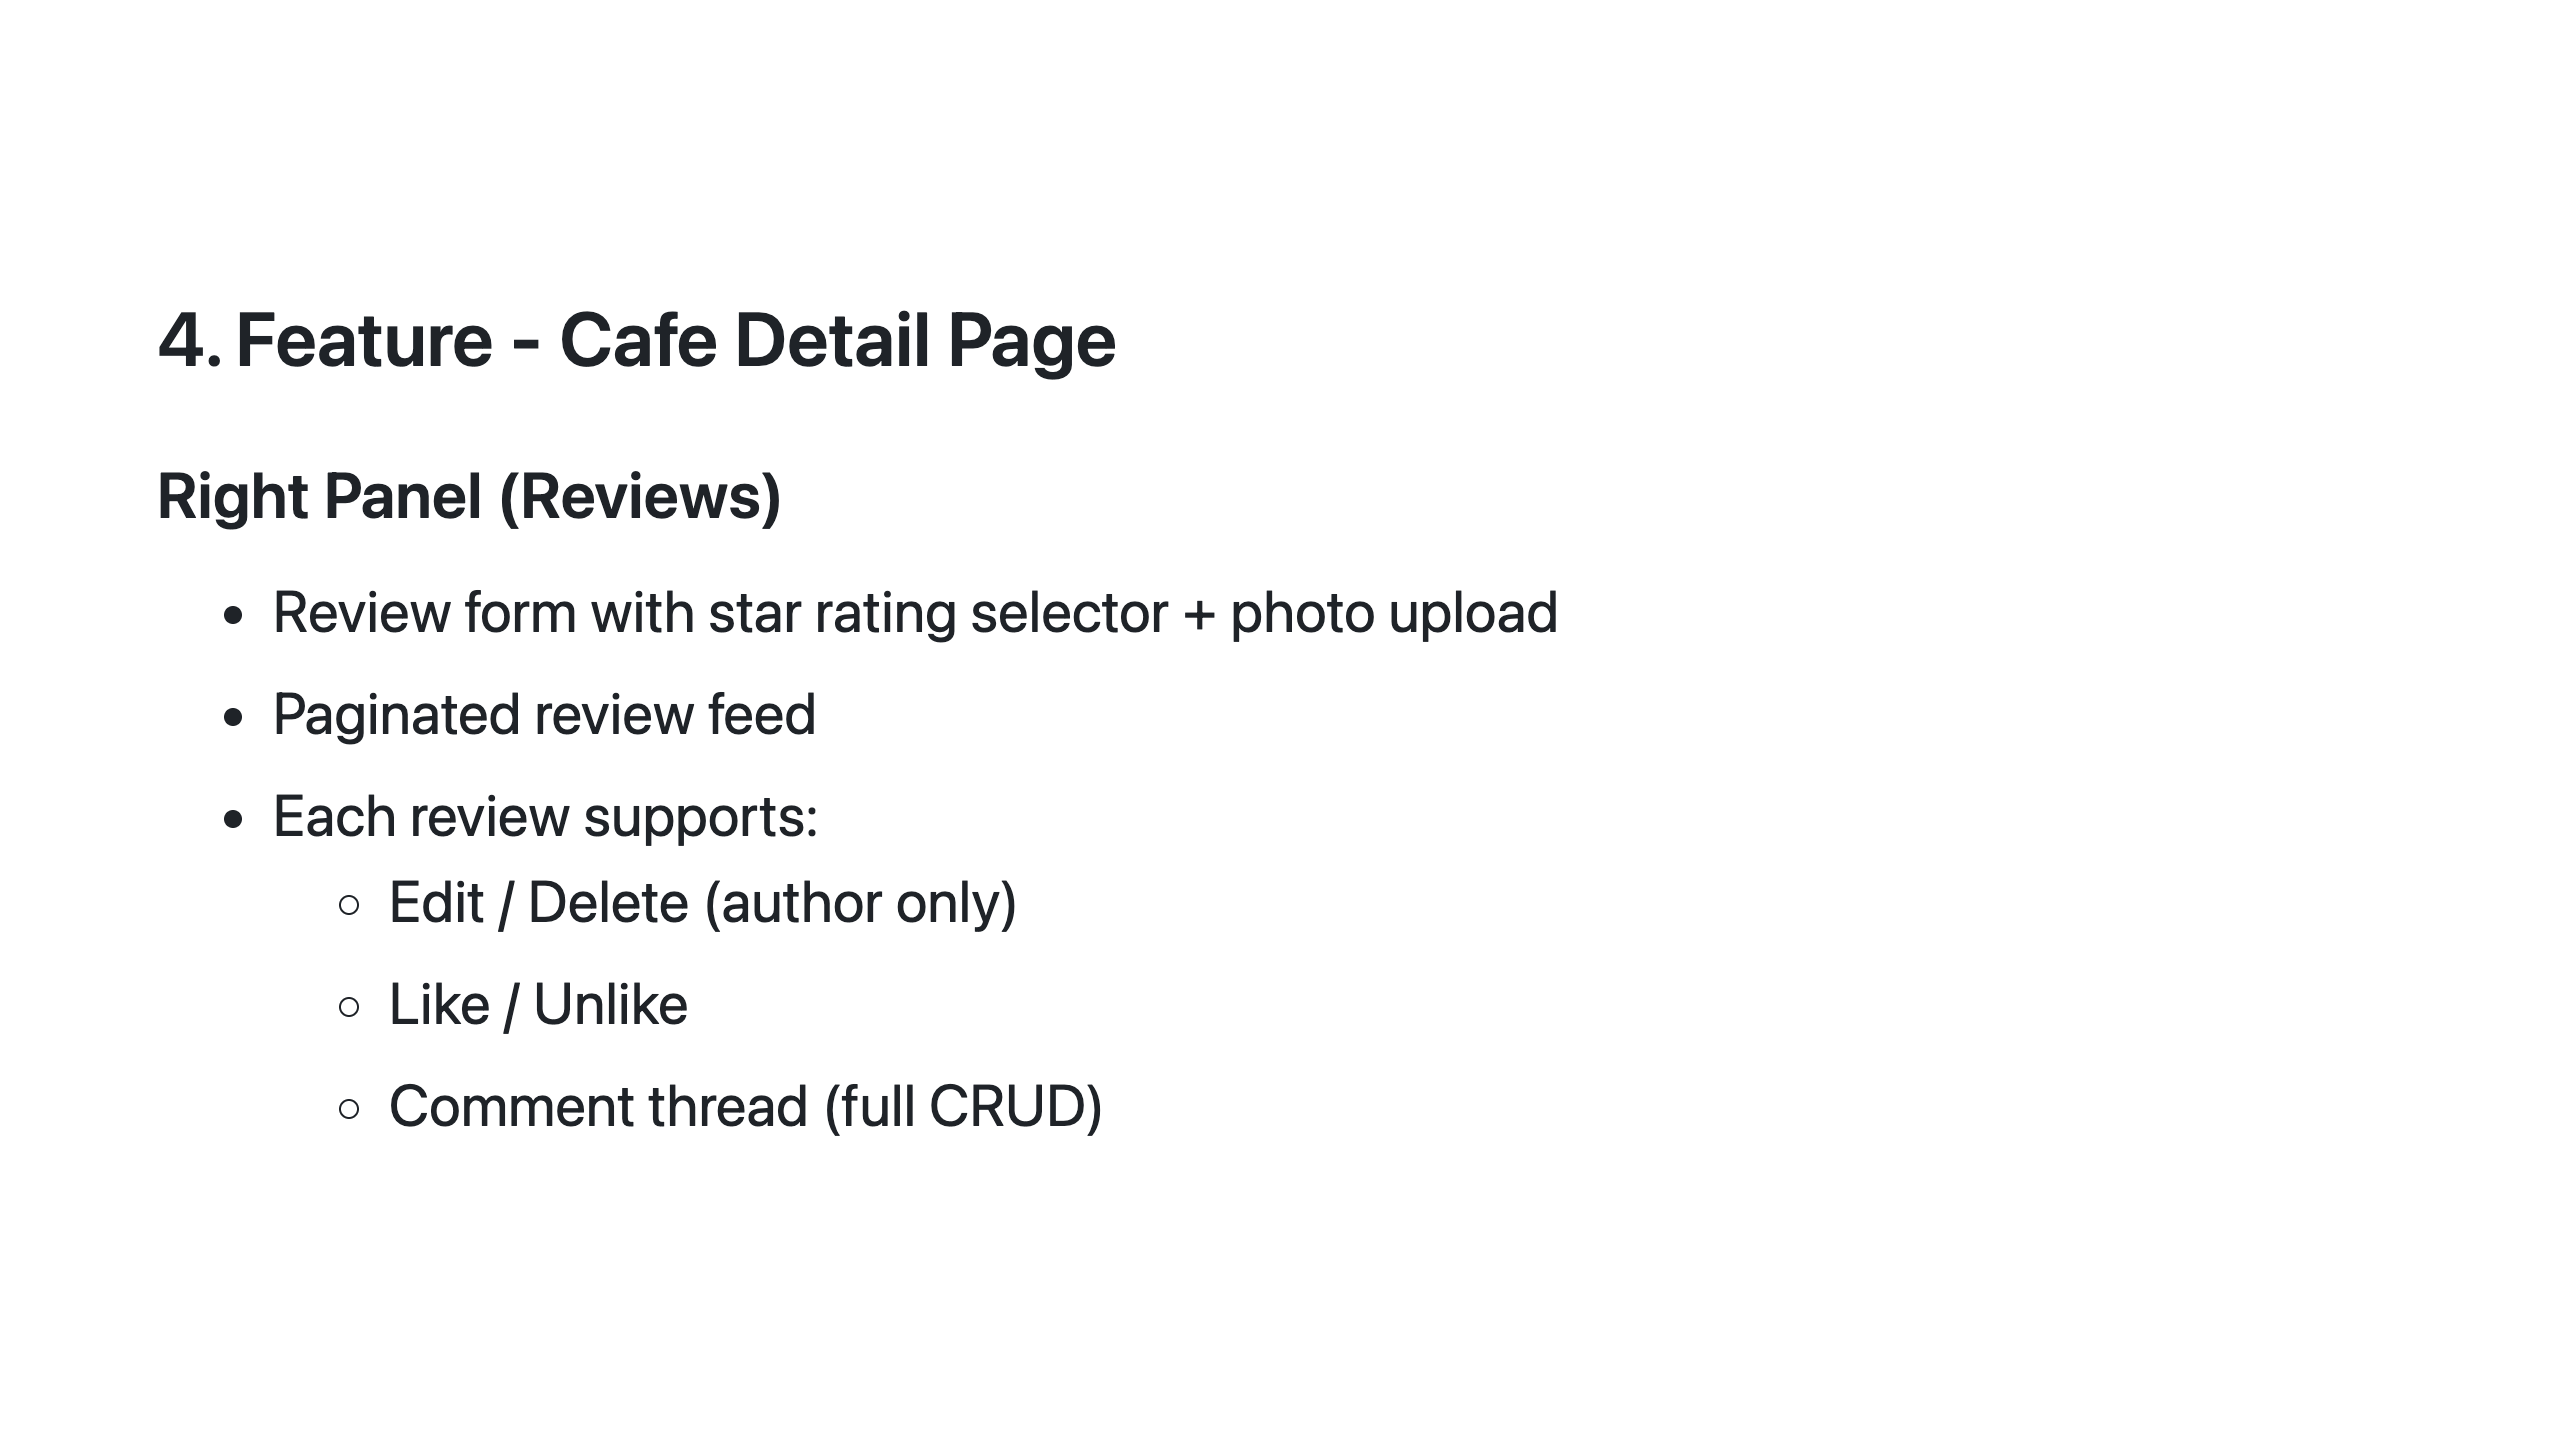 4. Feature - Cafe Detail Page
Right Panel (Reviews)
• Review form with star rating selector + photo upload
• Paginated review feed
• Each review supports:
○ Edit / Delete (author only)
○ Like / Unlike
○ Comment thread (full CRUD)